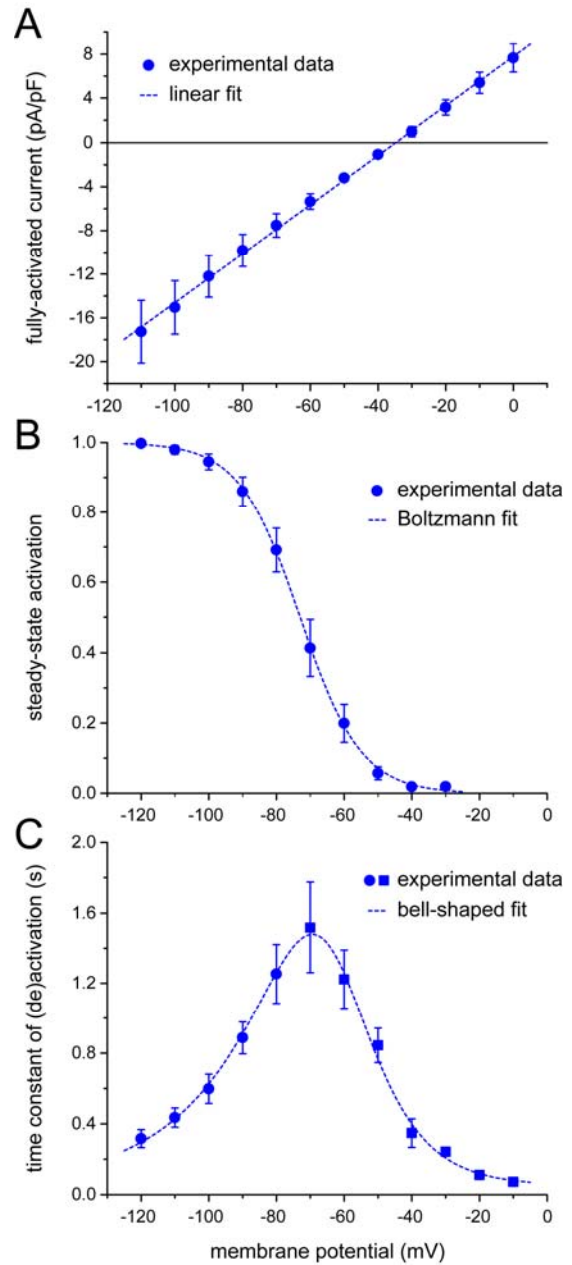 A
8
4
0
-4
-8
-12
-16
-20
fully-activated current (pA/pF)
experimental data
linear fit
-120 -100 -80 -60 -40 -20 0
B
1.0
0.8
0.6
0.4
0.2
0.0
steady-state activation
experimental data
Boltzmann fit
-120 -100 -80 -60 -40 -20 0
C
2.0
1.6
1.2
0.8
0.4
0.0
time constant of (de)activation (s)
experimental data
bell-shaped fit
-120 -100 -80 -60 -40 -20 0
membrane potential (mV)